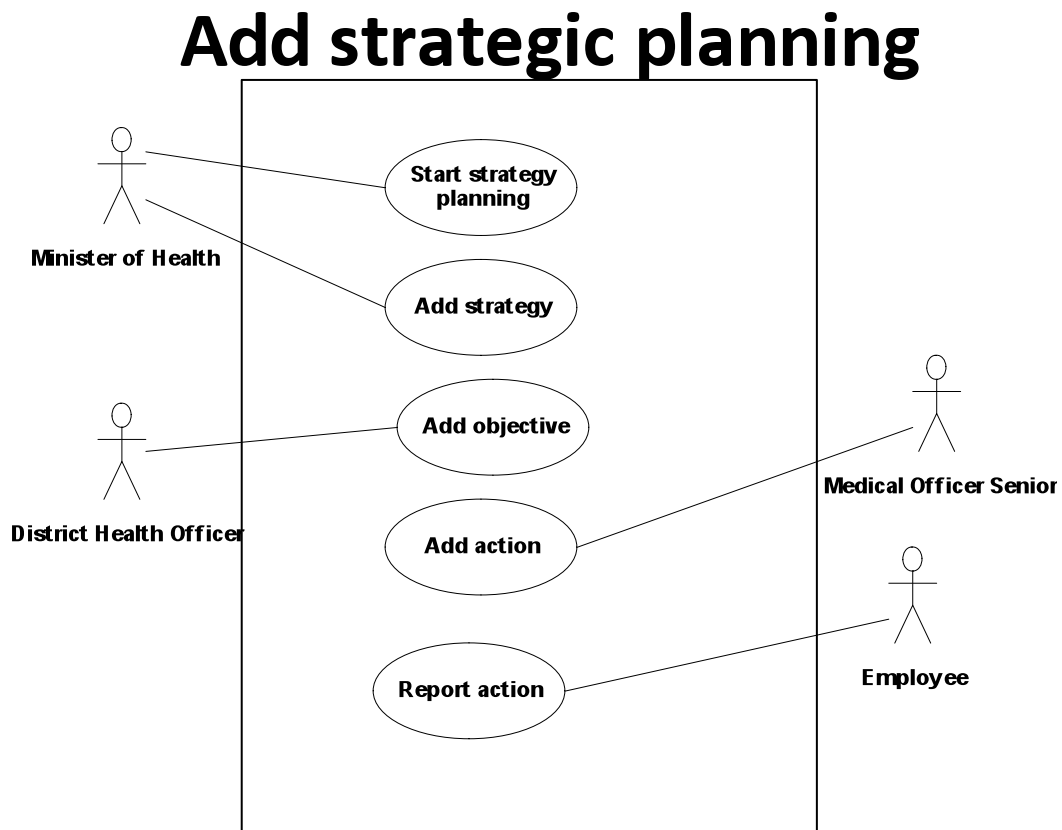 Add strategic planning
Start strategy
planning
Minister of Health
Add strategy
Add objective
Medical Officer Senior
District Health Officer
Add action
Employee
Report action